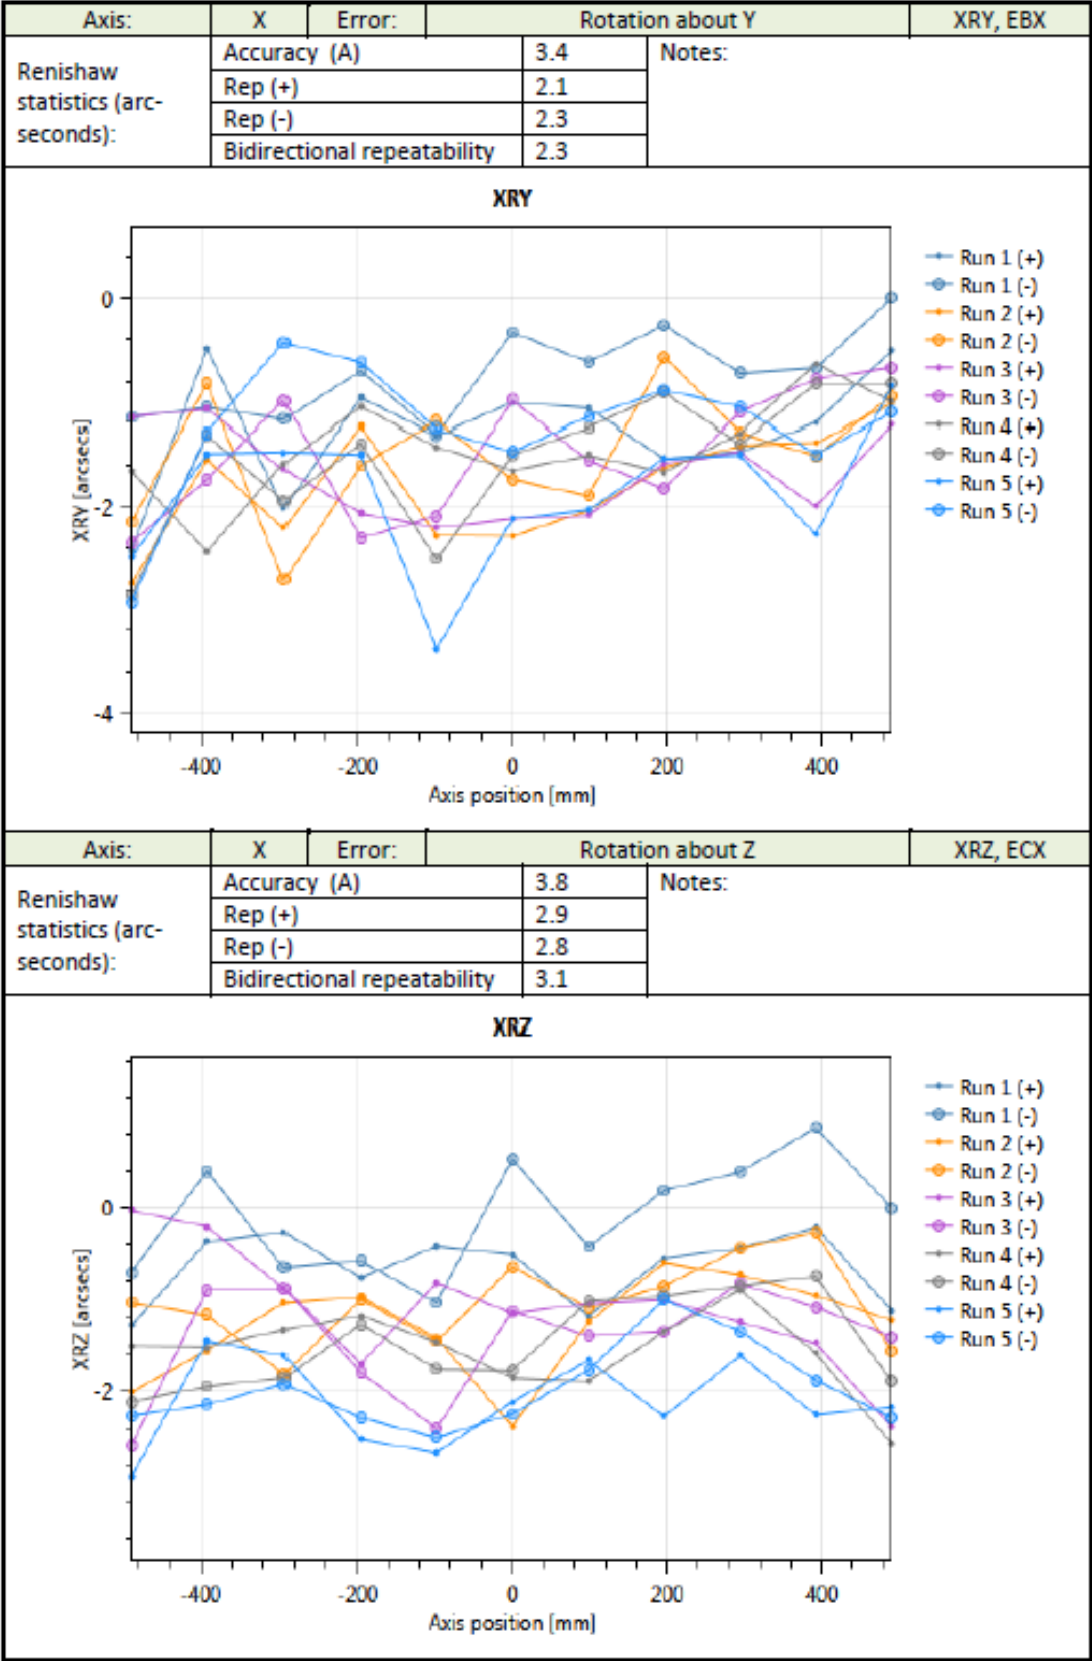 Axis: X Error: Rotation about Y XRY, EBX
Renishaw statistics (arc-seconds):
Accuracy (A) 3.4 Notes:
Rep (+) 2.1
Rep (-) 2.3
Bidirectional repeatability 2.3
XRY
0
-2
-4
XRY [arcsecs]
-400 -200 0 200 400
Axis position [mm]
Run 1 (+)
Run 1 (-)
Run 2 (+)
Run 2 (-)
Run 3 (+)
Run 3 (-)
Run 4 (+)
Run 4 (-)
Run 5 (+)
Run 5 (-)
Axis: X Error: Rotation about Z XRZ, ECX
Renishaw statistics (arc-seconds):
Accuracy (A) 3.8 Notes:
Rep (+) 2.9
Rep (-) 2.8
Bidirectional repeatability 3.1
XRZ
0
-2
XRZ [arcsecs]
-400 -200 0 200 400
Axis position [mm]
Run 1 (+)
Run 1 (-)
Run 2 (+)
Run 2 (-)
Run 3 (+)
Run 3 (-)
Run 4 (+)
Run 4 (-)
Run 5 (+)
Run 5 (-)